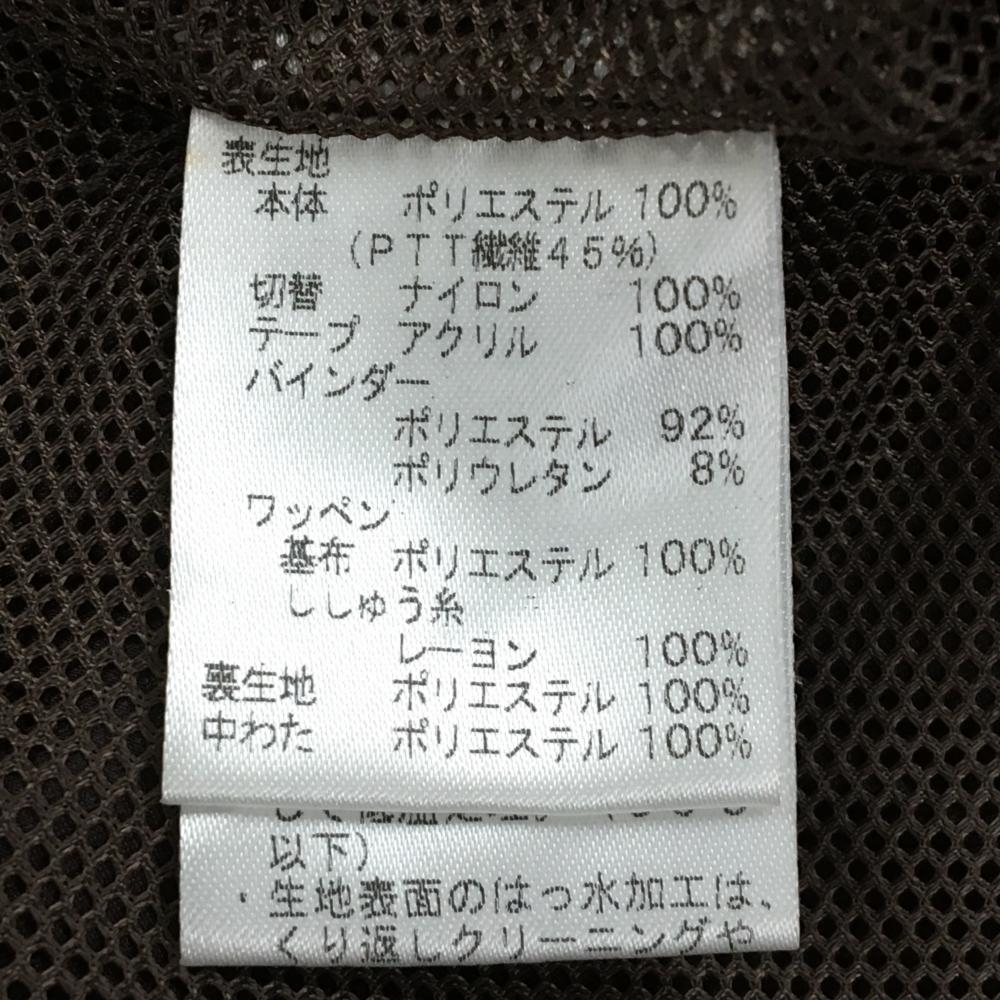 表生地
本体 ポリエステル 100%
(PTT繊維45%)
切替 ナイロン 100%
テープ アクリル 100%
バインダー
ポリエステル 92%
ポリウレタン 8%
ワッペン
基布 ポリエステル 100%
ししゅう糸
レーヨン 100%
裏生地 ポリエステル 100%
中わた ポリエステル 100%
以下)
・生地表面のはっ水加工は、
くり返しクリーニングや